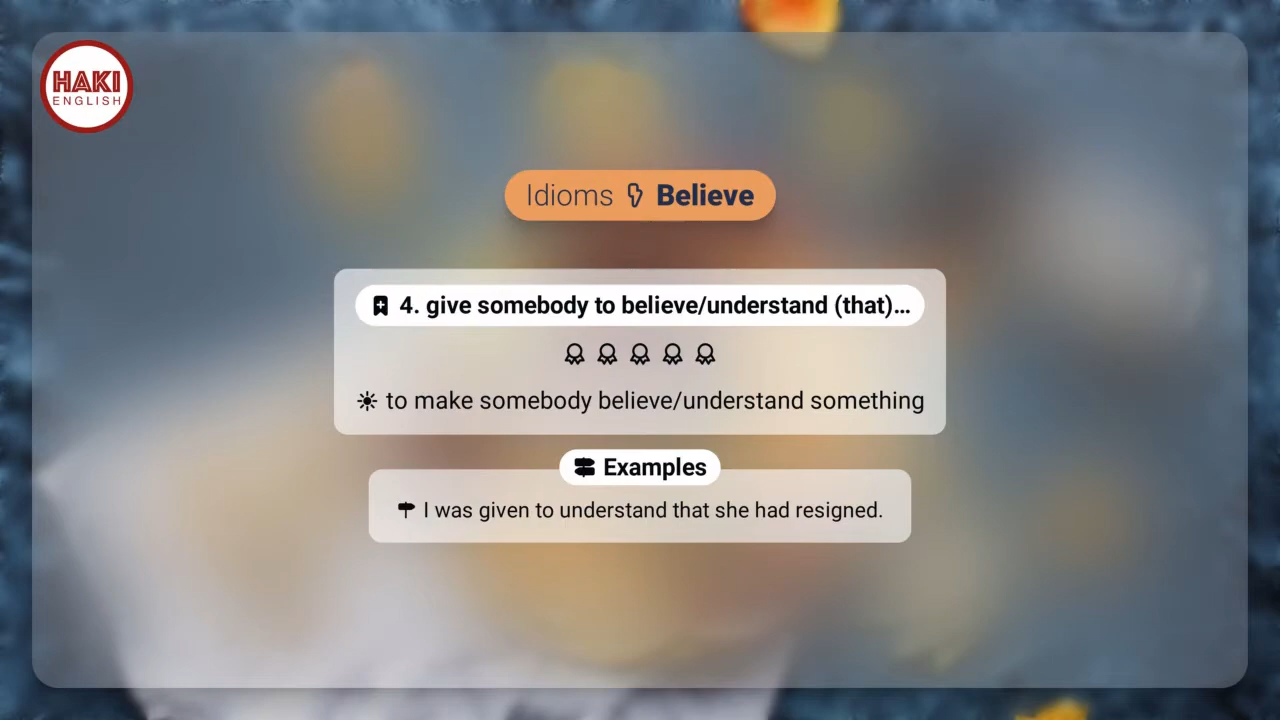 HAKI
ENGLISH
Idioms Believe
4. give somebody to believe/understand (that)…
to make somebody believe/understand something
Examples
I was given to understand that she had resigned.